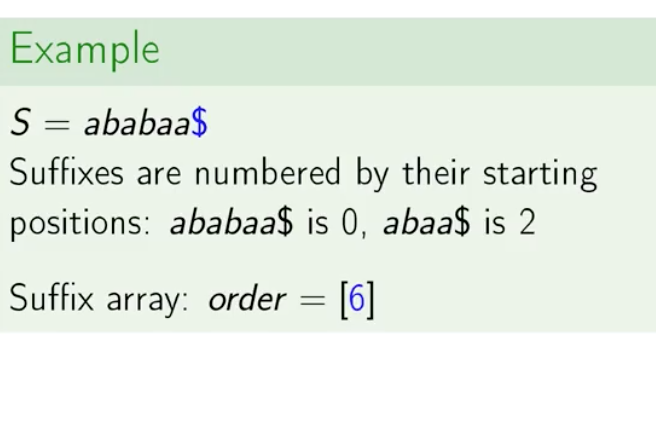 Example
S = ababaa$
Suffixes are numbered by their starting
positions: ababaa$ is 0, abaa$ is 2
Suffix array: order = [6]